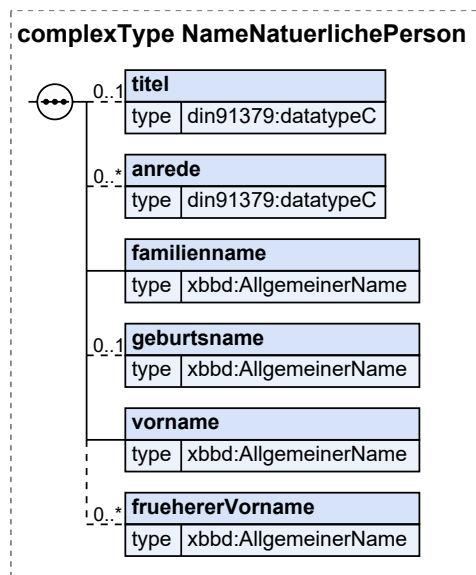 complexType NameNatuerlichePerson
0..1 titel
type din91379:datatypeC
0..* anrede
type din91379:datatypeC
familienname
type xbbd:AllgemeinerName
0..1 geburtsname
type xbbd:AllgemeinerName
vorname
type xbbd:AllgemeinerName
0..* fruehererVorname
type xbbd:AllgemeinerName